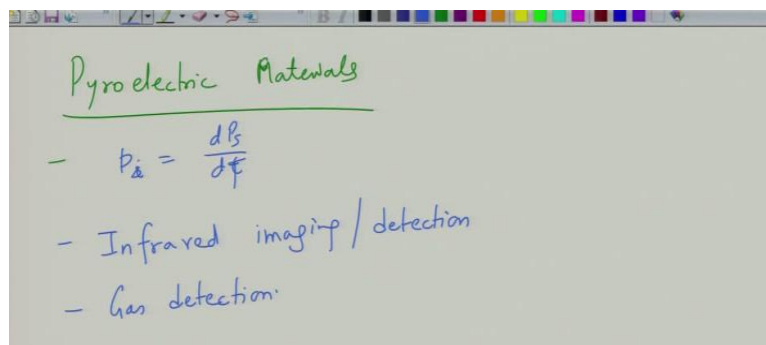 Pyroelectric Materials
- pi = dPs/dT
- Infrared imaging / detection
- Gas detection.